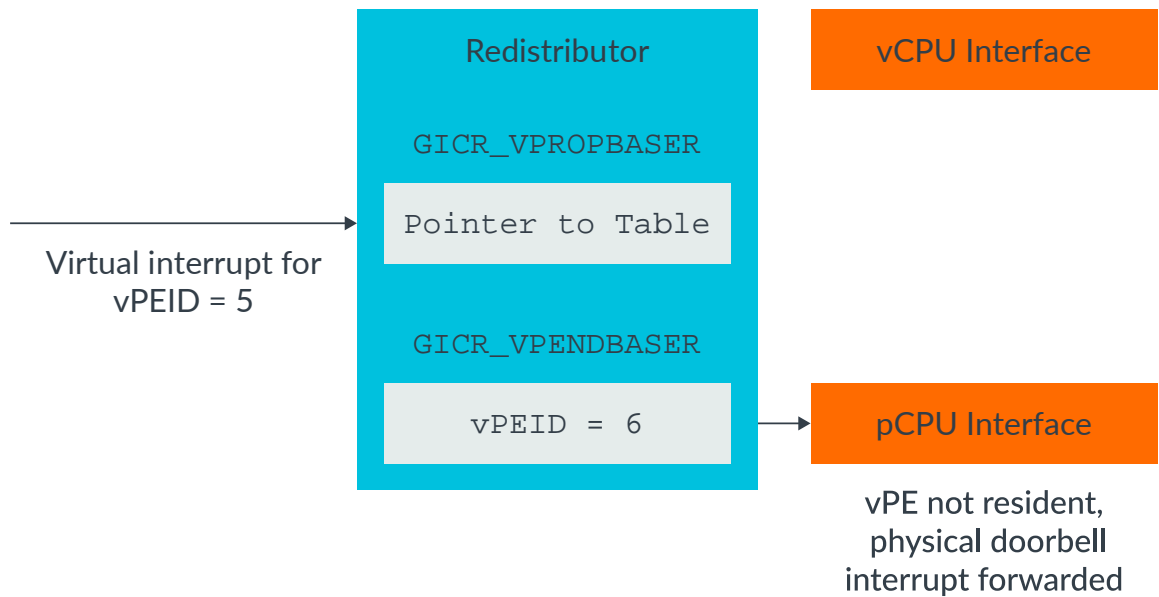 Redistributor
vCPU Interface
GICR_VPROPBASER
Pointer to Table
Virtual interrupt for
vPEID = 5
GICR_VPENDBASER
vPEID = 6
pCPU Interface
vPE not resident,
physical doorbell
interrupt forwarded